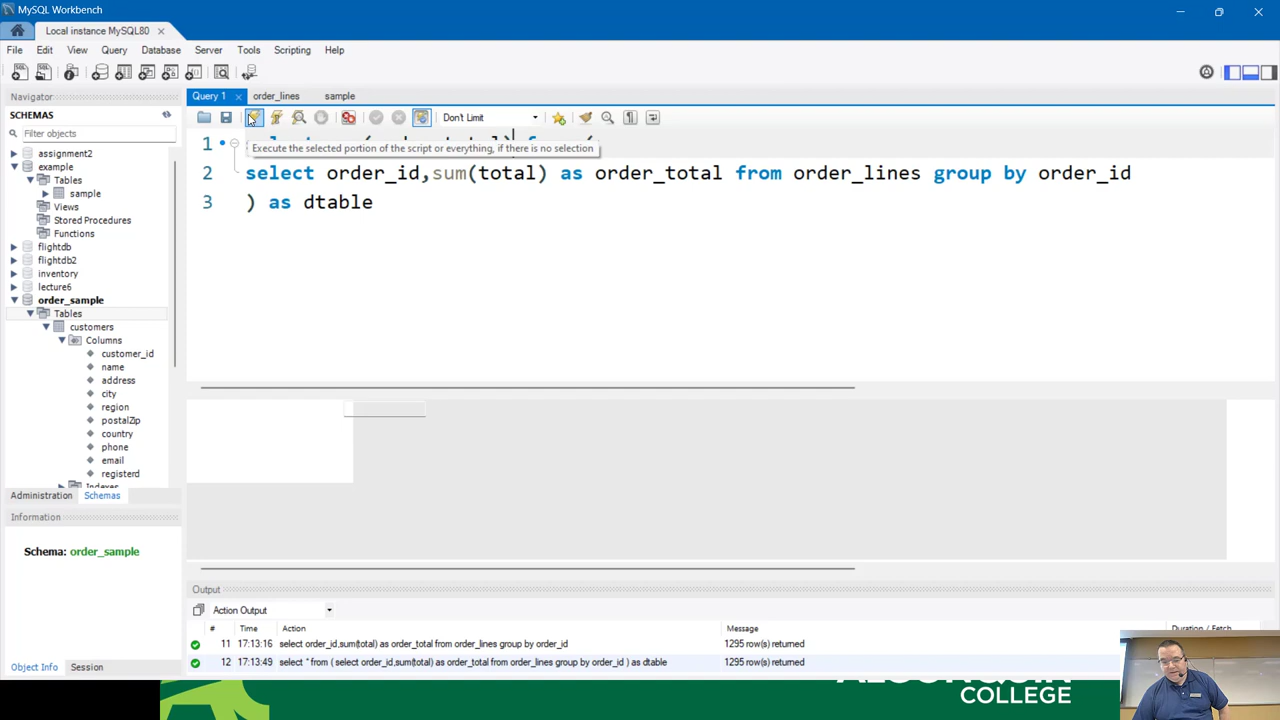 MySQL Workbench
Local instance MySQL80
File Edit View Query Database Server Tools Scripting Help
Navigator
SCHEMAS
Filter objects
assignment2
example
Tables
sample
Views
Stored Procedures
Functions
flightdb
flightdb2
inventory
lecture6
order_sample
Tables
customers
Columns
customer_id
name
address
city
region
postalZip
country
phone
email
registerd
Indexes
Administration Schemas
Information
Schema: order_sample
Object Info Session
Query 1 order_lines sample
Don't Limit
1
Execute the selected portion of the script or everything, if there is no selection
2 select order_id,sum(total) as order_total from order_lines group by order_id
3 ) as dtable
Output
Action Output
# Time Action Message Duration / Fetch
11 17:13:16 select order_id,sum(total) as order_total from order_lines group by order_id 1295 row(s) returned
12 17:13:49 select * from ( select order_id,sum(total) as order_total from order_lines group by order_id ) as dtable 1295 row(s) returned
ALGONQUIN
COLLEGE